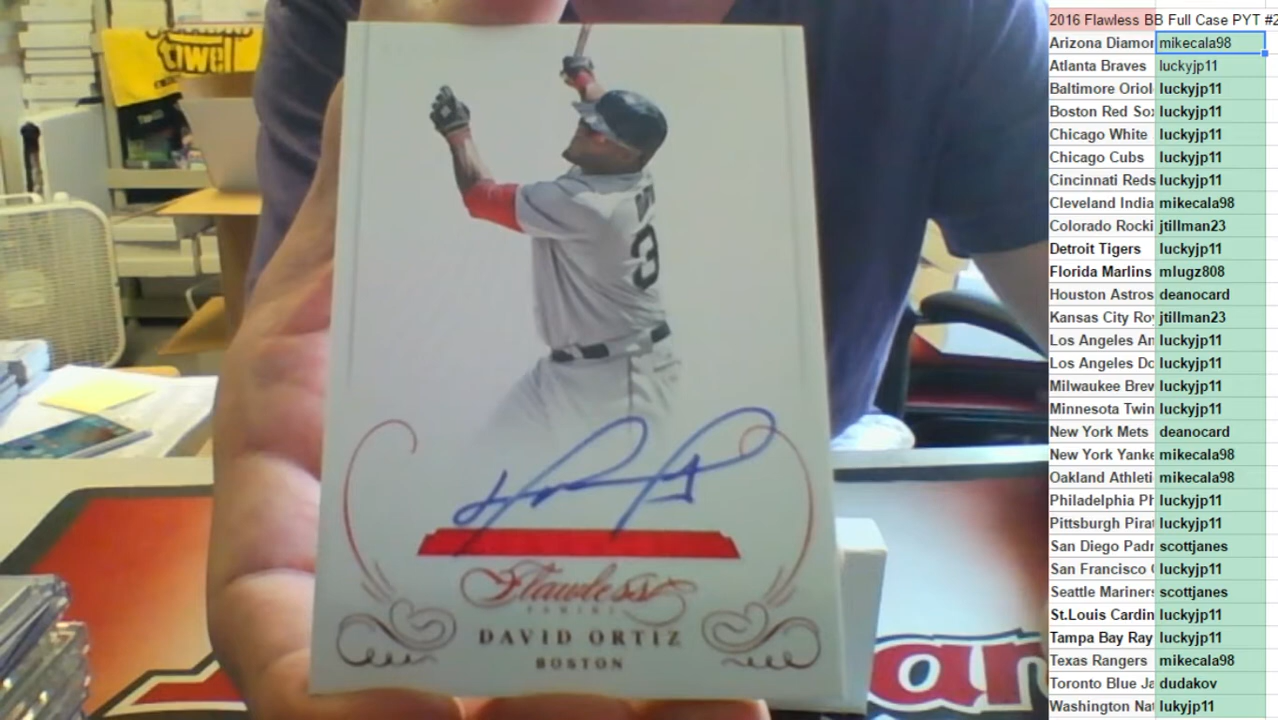 tiwell
3
Flawless
PANINI
DAVID ORTIZ
BOSTON
an
2016 Flawless BB Full Case PYT #2
Arizona Diamon mikecala98
Atlanta Braves luckyjp11
Baltimore Oriol luckyjp11
Boston Red Sox luckyjp11
Chicago White luckyjp11
Chicago Cubs luckyjp11
Cincinnati Reds luckyjp11
Cleveland India mikecala98
Colorado Rocki jtillman23
Detroit Tigers luckyjp11
Florida Marlins mlugz808
Houston Astros deanocard
Kansas City Roy jtillman23
Los Angeles An luckyjp11
Los Angeles Do luckyjp11
Milwaukee Brew luckyjp11
Minnesota Twin luckyjp11
New York Mets deanocard
New York Yanke mikecala98
Oakland Athleti mikecala98
Philadelphia Ph luckyjp11
Pittsburgh Pirat luckyjp11
San Diego Padr scottjanes
San Francisco G luckyjp11
Seattle Mariners scottjanes
St.Louis Cardin luckyjp11
Tampa Bay Ray luckyjp11
Texas Rangers mikecala98
Toronto Blue Ja dudakov
Washington Nat lukyjp11